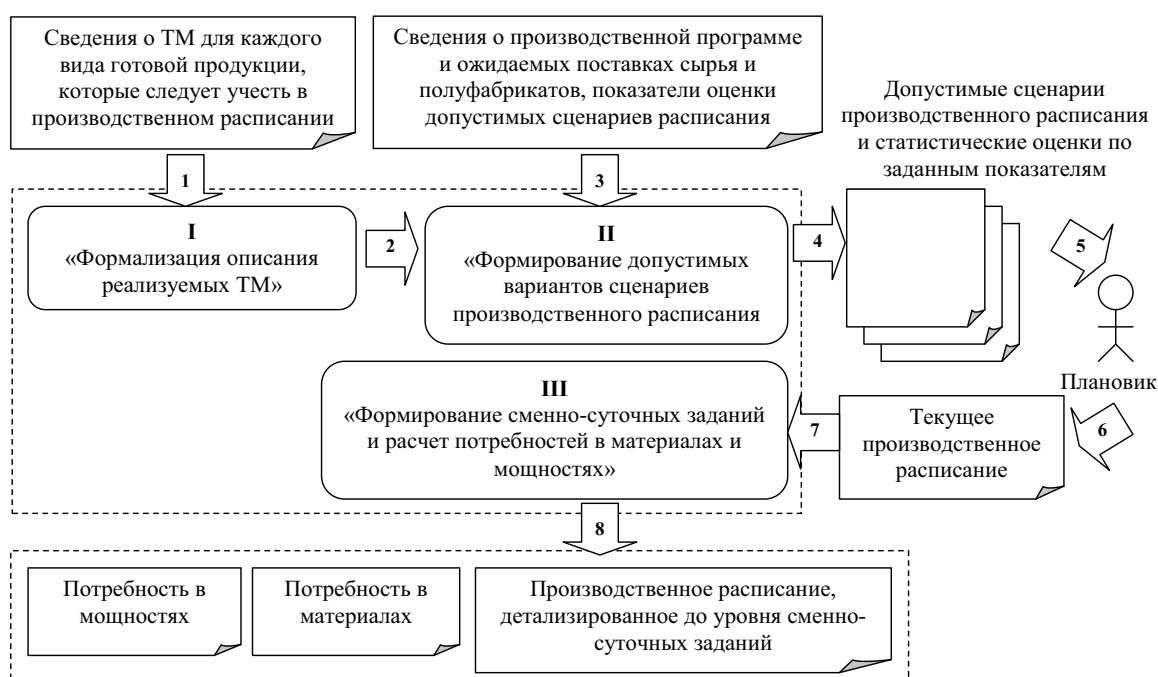 Сведения о ТМ для каждого
вида готовой продукции,
которые следует учесть в
производственном расписании
Сведения о производственной программе
и ожидаемых поставках сырья и
полуфабрикатов, показатели оценки
допустимых сценариев расписания
Допустимые сценарии
производственного расписания
и статистические оценки по
заданным показателям
1
3
I
«Формализация описания
реализуемых ТМ»
2
II
«Формирование допустимых
вариантов сценариев
производственного расписания
4
5
Плановик
III
«Формирование сменно-суточных заданий
и расчет потребностей в материалах и
мощностях»
7
Текущее
производственное
расписание
6
8
Потребность в
мощностях
Потребность в
материалах
Производственное расписание,
детализированное до уровня сменно-
суточных заданий